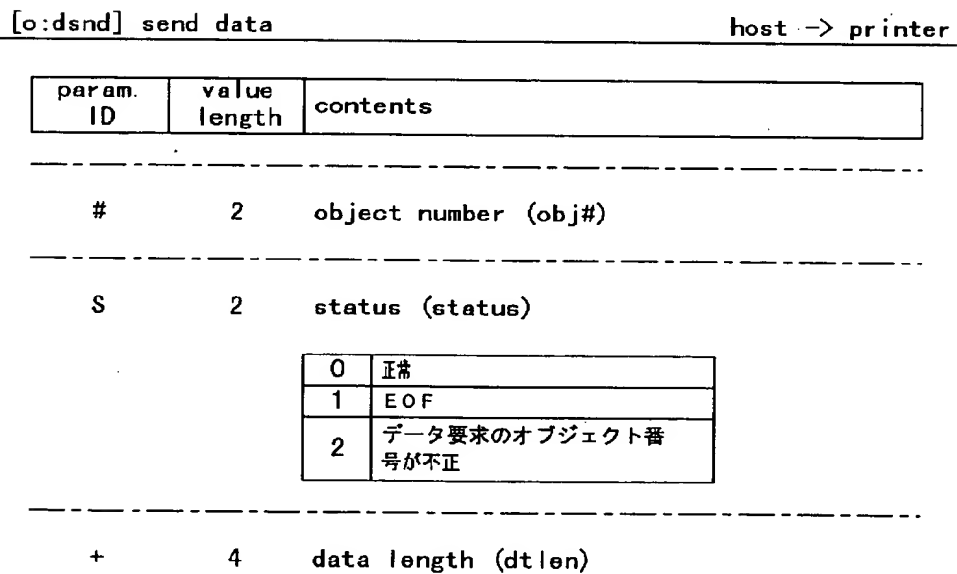 [o:dsnd] send data host -> printer
param. ID value length contents
# 2 object number (obj#)
S 2 status (status)
0 正常
1 EOF
2 データ要求のオブジェクト番
号が不正
+ 4 data length (dtlen)